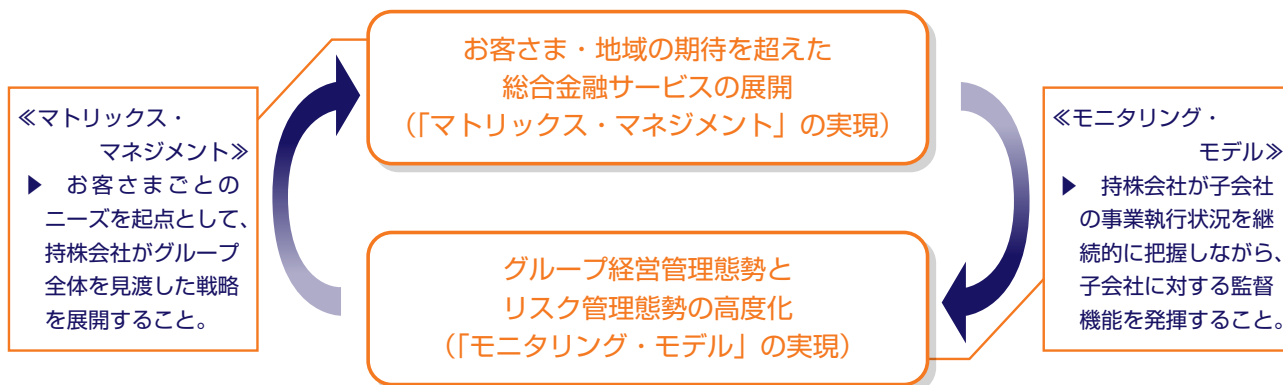 お客さま・地域の期待を超えた
総合金融サービスの展開
（「マトリックス・マネジメント」の実現）
≪マトリックス・
マネジメント≫
▶　お客さまごとの
ニーズを起点として、
持株会社がグループ
全体を見渡した戦略
を展開すること。
≪モニタリング・
モデル≫
▶　持株会社が子会社
の事業執行状況を継
続的に把握しながら、
子会社に対する監督
機能を発揮すること。
グループ経営管理態勢と
リスク管理態勢の高度化
（「モニタリング・モデル」の実現）